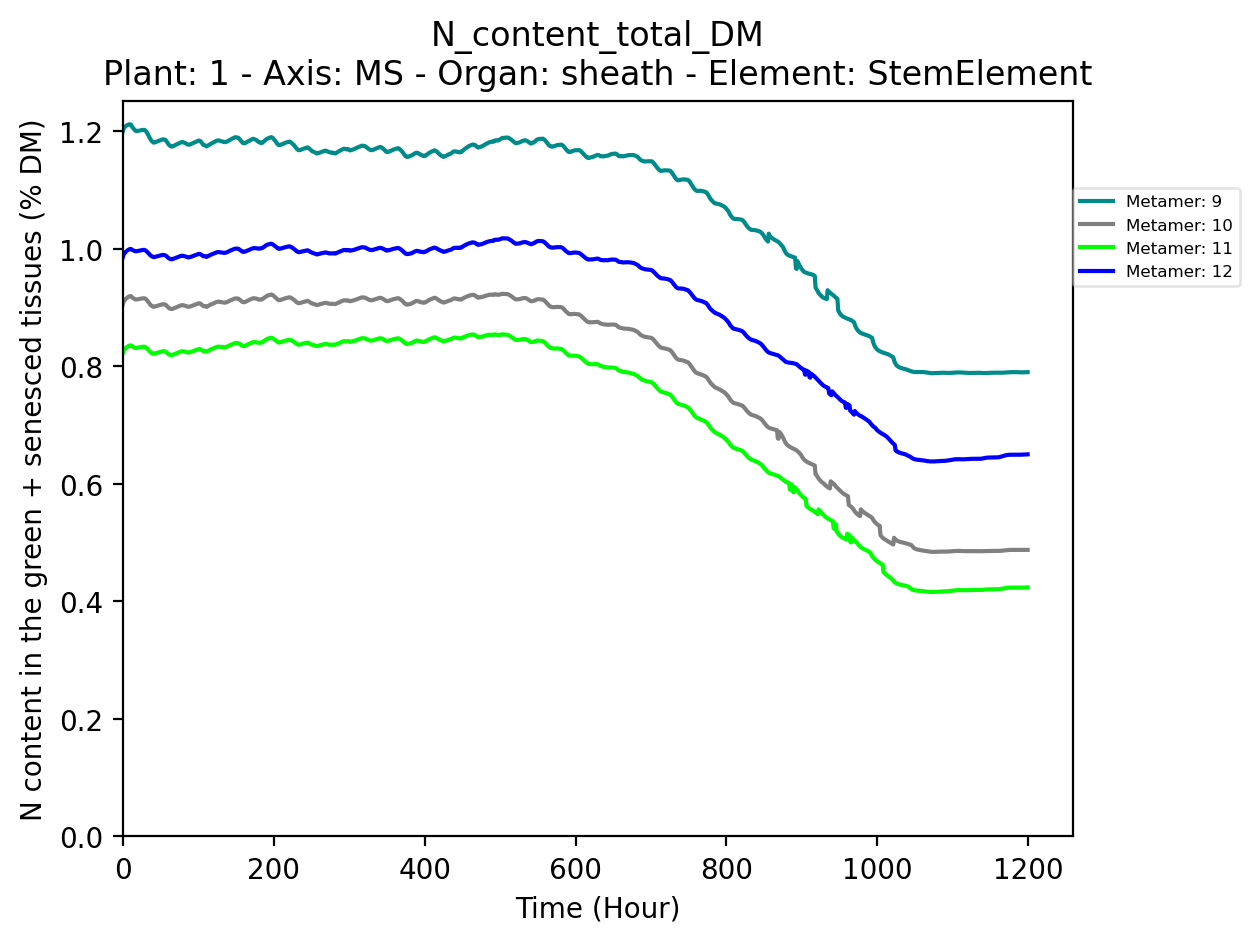 N_content_total_DM
Plant: 1 - Axis: MS - Organ: sheath - Element: StemElement
N content in the green + senesced tissues (% DM)
1.2
1.0
0.8
0.6
0.4
0.2
0.0
0 200 400 600 800 1000 1200
Time (Hour)
Metamer: 9
Metamer: 10
Metamer: 11
Metamer: 12